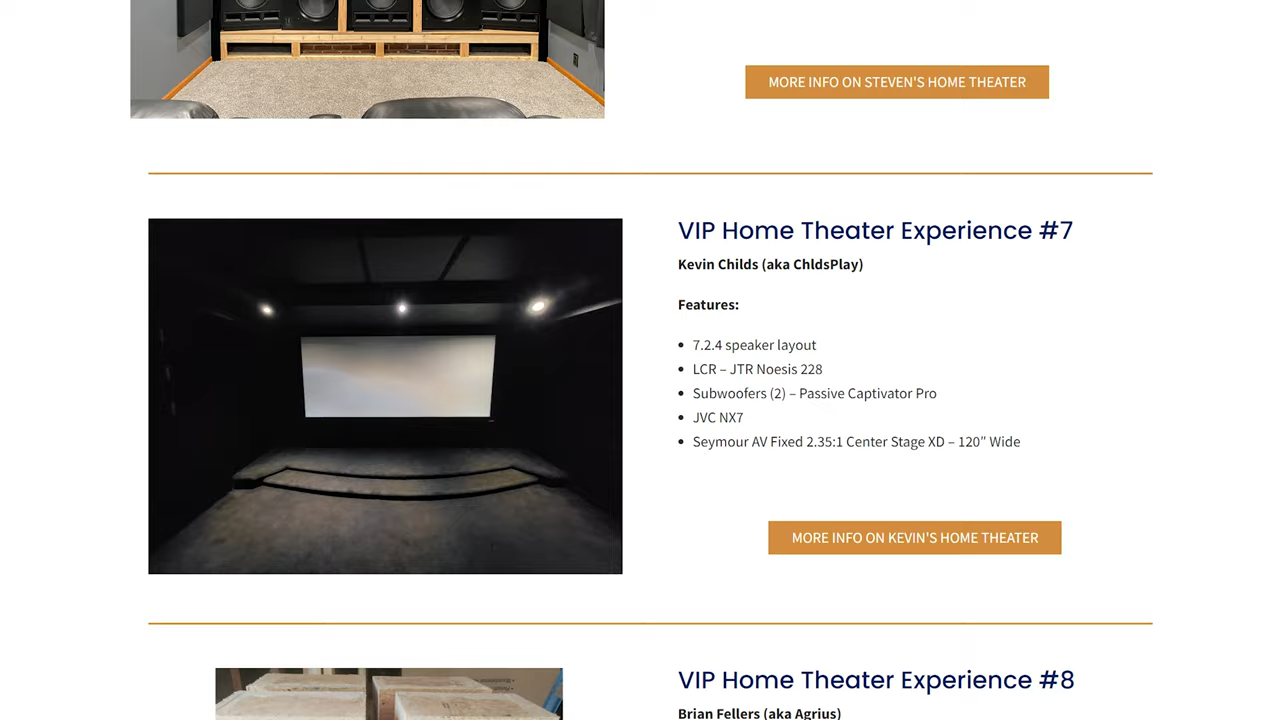 MORE INFO ON STEVEN'S HOME THEATER
VIP Home Theater Experience #7
Kevin Childs (aka ChldsPlay)
Features:
• 7.2.4 speaker layout
• LCR – JTR Noesis 228
• Subwoofers (2) – Passive Captivator Pro
• JVC NX7
• Seymour AV Fixed 2.35:1 Center Stage XD – 120″ Wide
MORE INFO ON KEVIN'S HOME THEATER
VIP Home Theater Experience #8
Brian Fellers (aka Agrius)